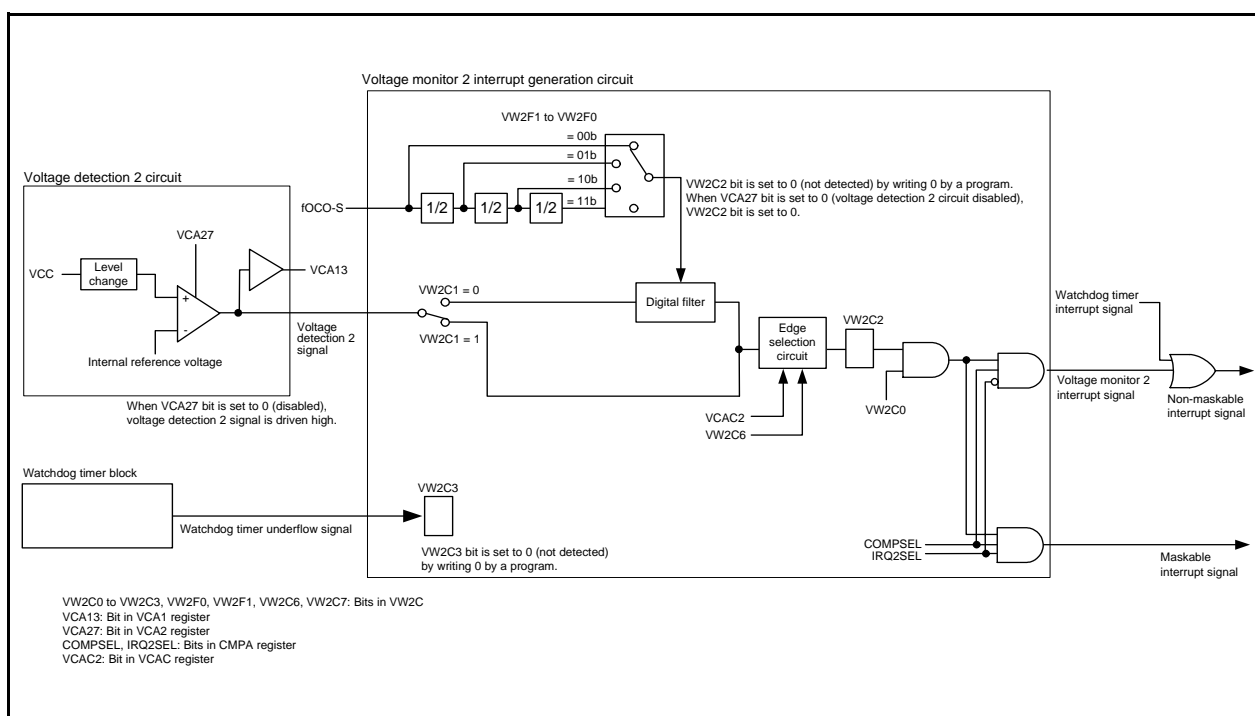 Voltage monitor 2 interrupt generation circuit
VW2F1 to VW2F0
= 00b
= 01b
= 10b
= 11b
Voltage detection 2 circuit
fOCO-S
1/2
1/2
1/2
VW2C2 bit is set to 0 (not detected) by writing 0 by a program.
When VCA27 bit is set to 0 (voltage detection 2 circuit disabled),
VW2C2 bit is set to 0.
VCA27
VCC
Level
change
VCA13
+
-
Internal reference voltage
Voltage
detection 2
signal
VW2C1 = 0
VW2C1 = 1
Digital filter
Edge
selection
circuit
VW2C2
VCAC2
VW2C6
VW2C0
Watchdog timer
interrupt signal
Voltage monitor 2
interrupt signal
Non-maskable
interrupt signal
When VCA27 bit is set to 0 (disabled),
voltage detection 2 signal is driven high.
Watchdog timer block
Watchdog timer underflow signal
VW2C3
VW2C3 bit is set to 0 (not detected)
by writing 0 by a program.
COMPSEL
IRQ2SEL
Maskable
interrupt signal
VW2C0 to VW2C3, VW2F0, VW2F1, VW2C6, VW2C7: Bits in VW2C
VCA13: Bit in VCA1 register
VCA27: Bit in VCA2 register
COMPSEL, IRQ2SEL: Bits in CMPA register
VCAC2: Bit in VCAC register